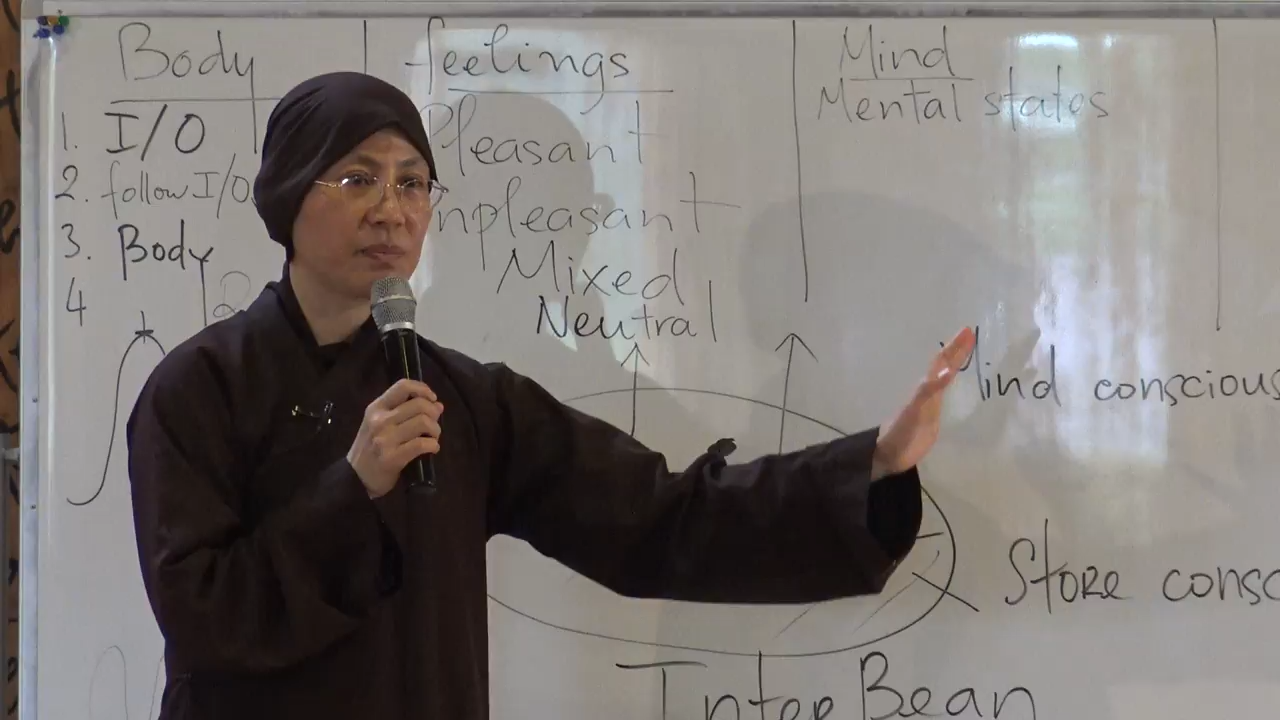 Body
1. I/O
2. follow I/O
3. Body
4
feelings
Pleasant
npleasant
Mixed
Neutral
Mind
Mental states
Mind conscious
Store consc
Inter Bean